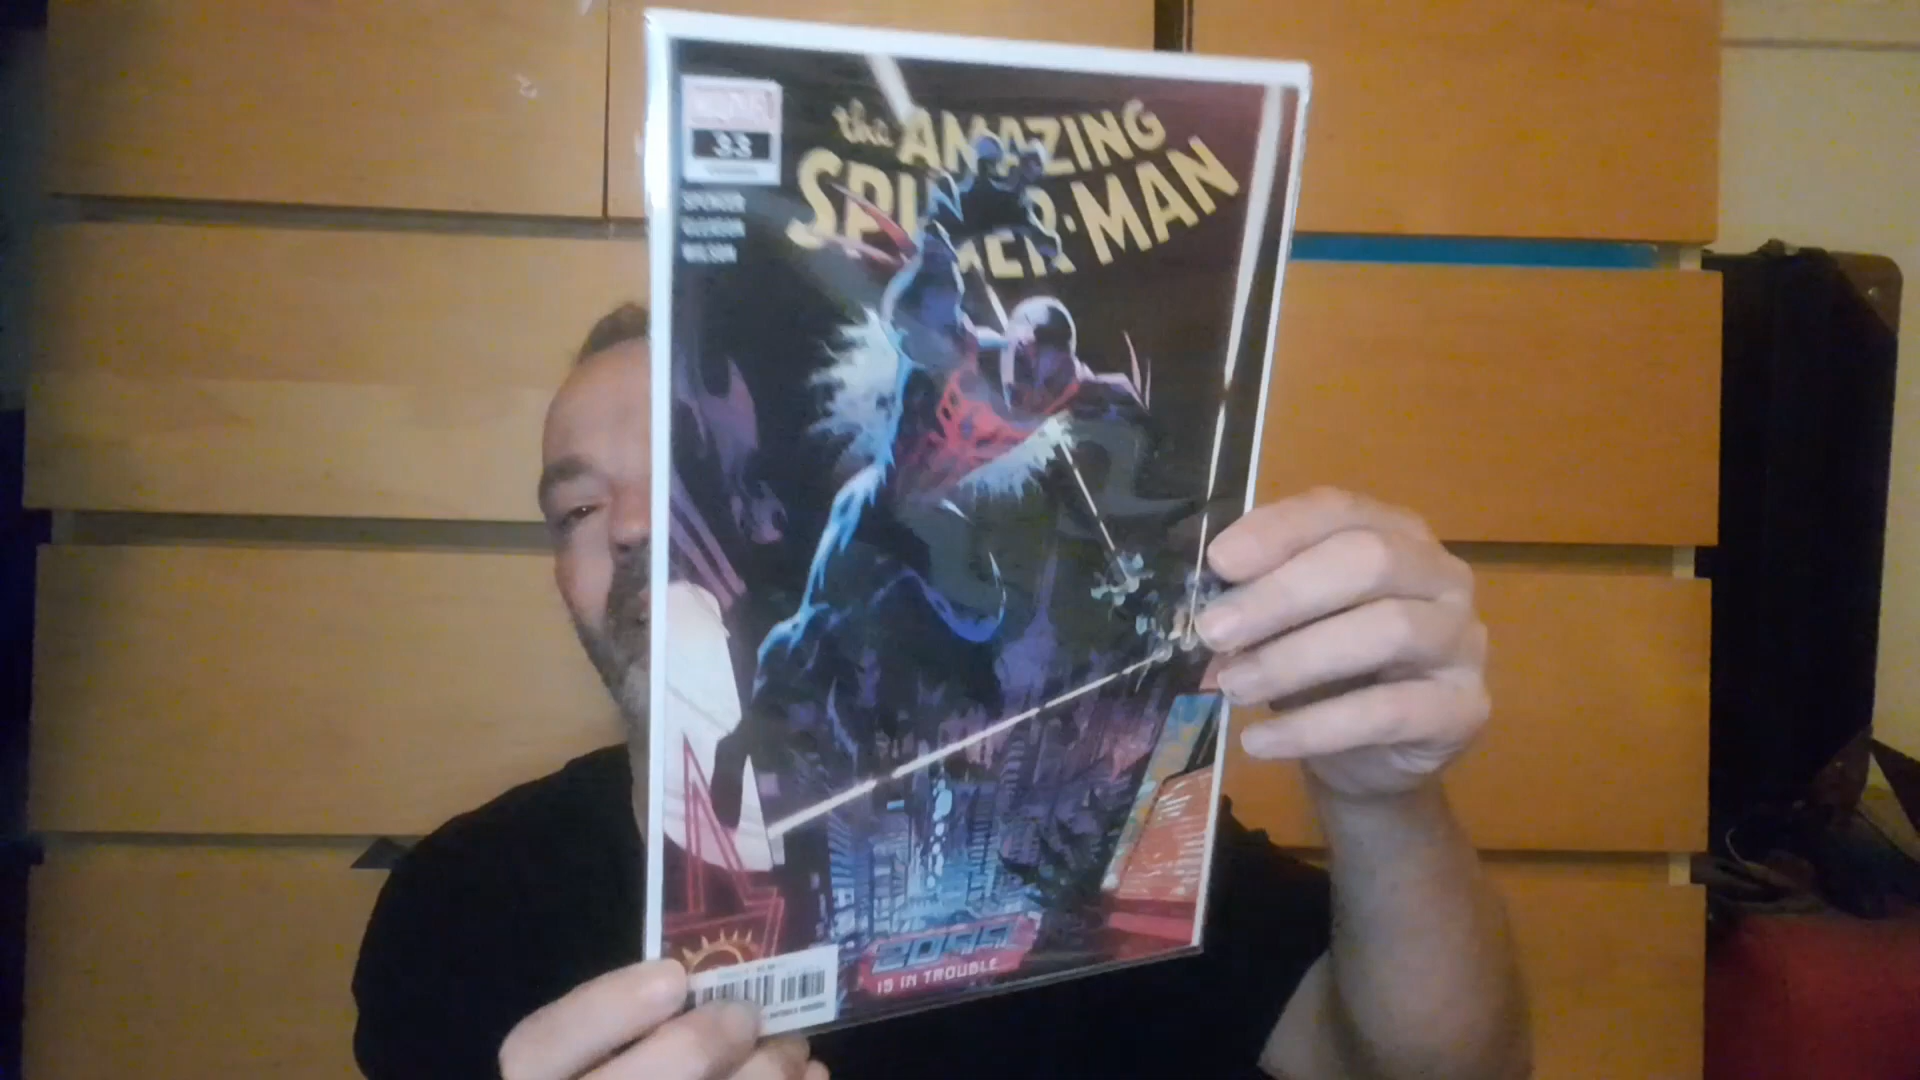 MARVEL
33
SPENCER
GLEASON
WILSON
the AMAZING
SPIDER-MAN
2099
IS IN TROUBLE